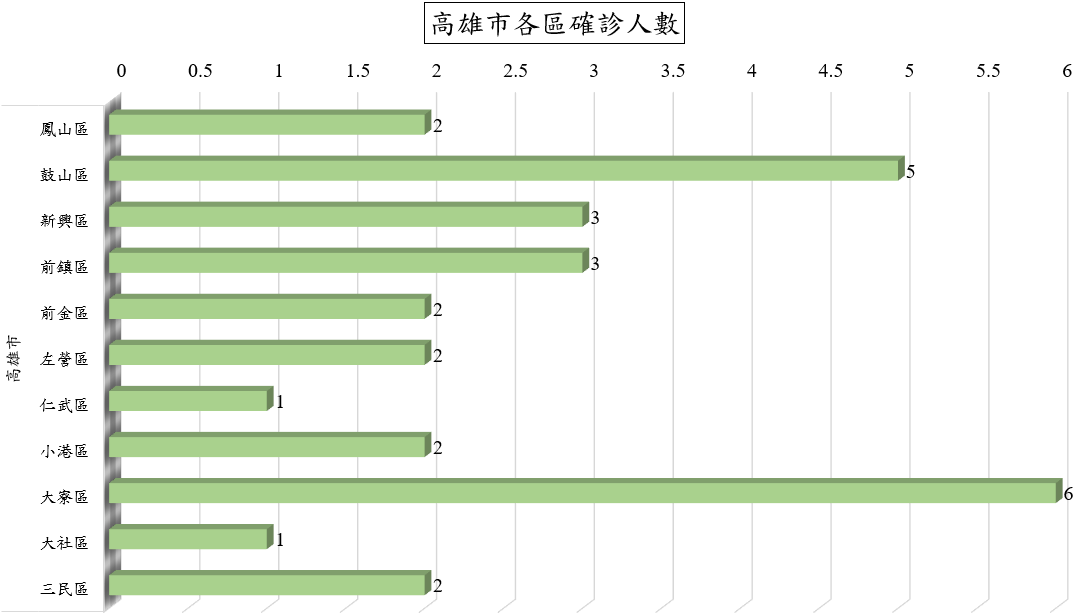 高雄市各區確診人數
0 0.5 1 1.5 2 2.5 3 3.5 4 4.5 5 5.5 6
高雄市
鳳山區 2
鼓山區 5
新興區 3
前鎮區 3
前金區 2
左營區 2
仁武區 1
小港區 2
大寮區 6
大社區 1
三民區 2